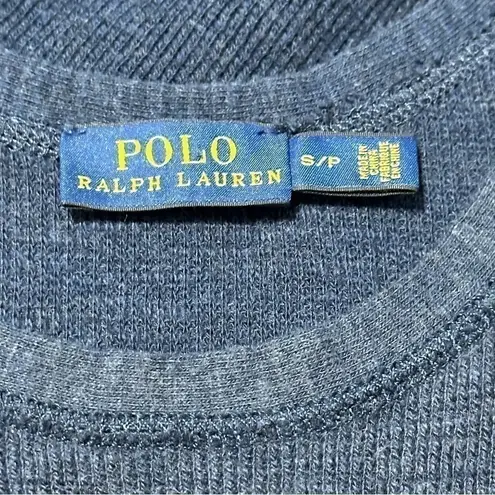 POLO
RALPH LAUREN
S/P
MADE IN
CHINA
FABRIQUÉ
EN CHINE